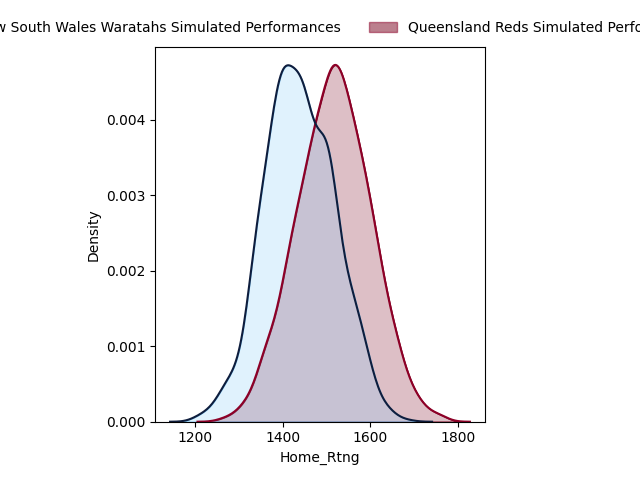 w South Wales Waratahs Simulated Performances
Queensland Reds Simulated Perfo
0.004
0.003
0.002
0.001
0.000
Density
1200 1400 1600 1800
Home_Rtng